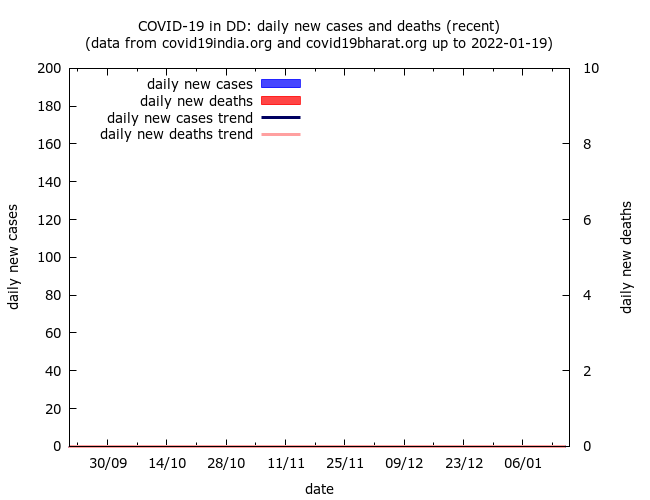 COVID-19 in DD: daily new cases and deaths (recent)
(data from covid19india.org and covid19bharat.org up to 2022-01-19)
daily new cases
daily new deaths
daily new cases trend
daily new deaths trend
200
180
160
140
120
100
80
60
40
20
0
10
8
6
4
2
0
daily new cases
daily new deaths
30/09 14/10 28/10 11/11 25/11 09/12 23/12 06/01
date